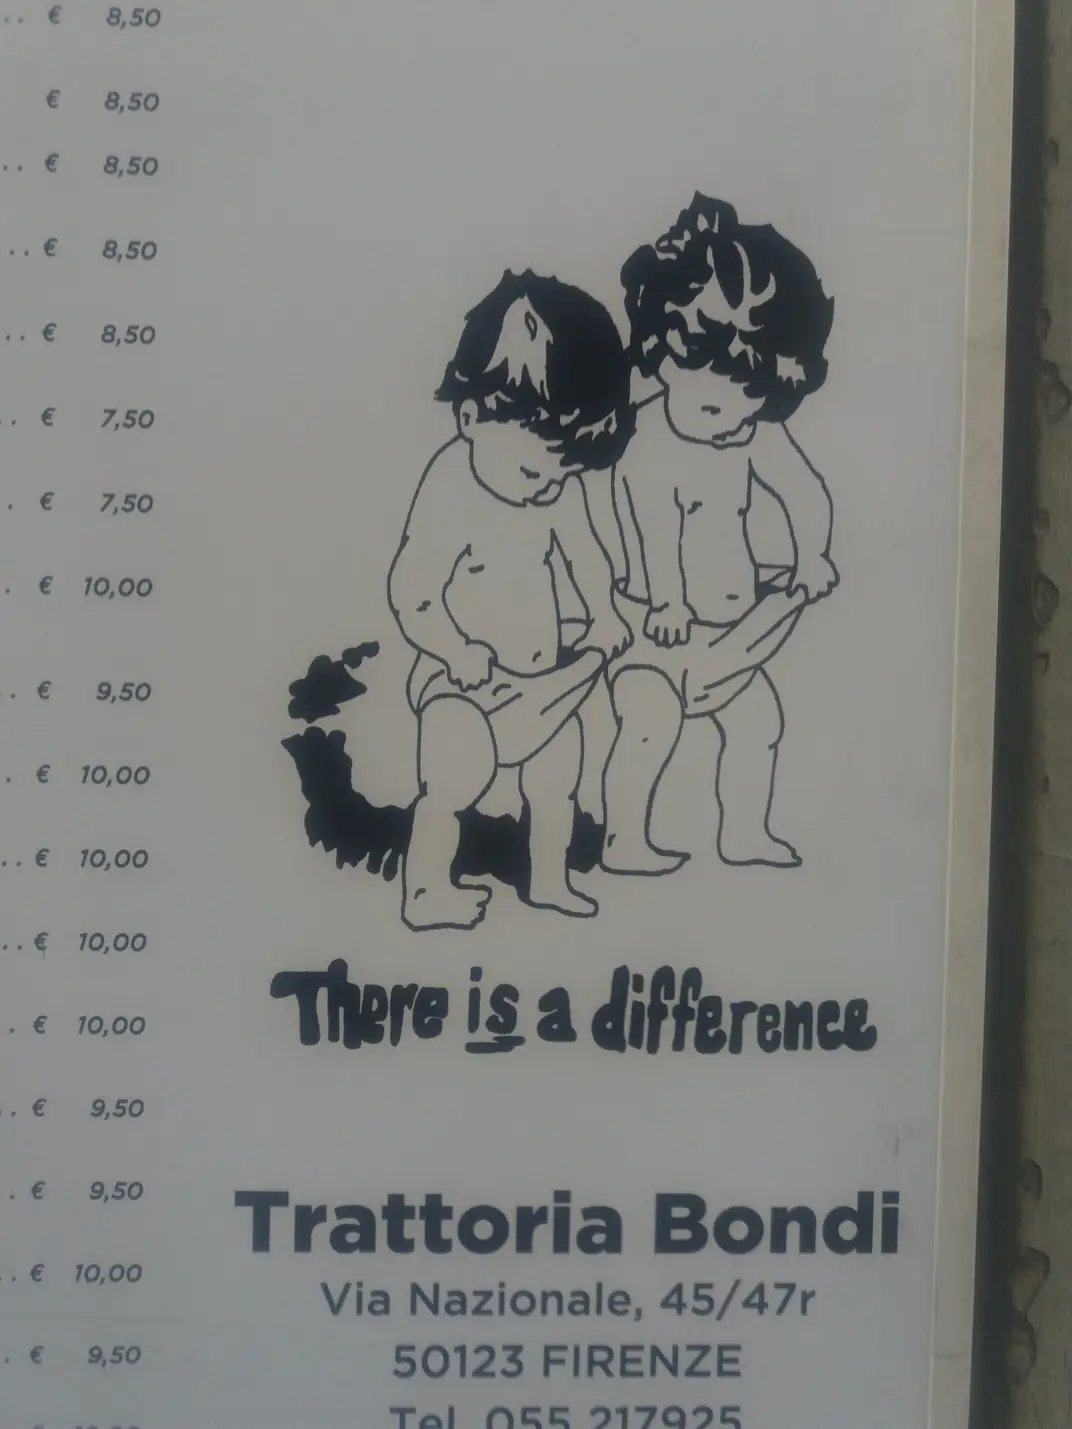 .. € 8,50
€ 8,50
.. € 8,50
.. € 8,50
.. € 8,50
. € 7,50
. € 7,50
. € 10,00
. € 9,50
. € 10,00
.. € 10,00
.. € 10,00
. € 10,00
There is a difference
. € 9,50
. € 9,50
Trattoria Bondi
. € 10,00
Via Nazionale, 45/47r
. € 9,50
50123 FIRENZE
Tel. 055 217925